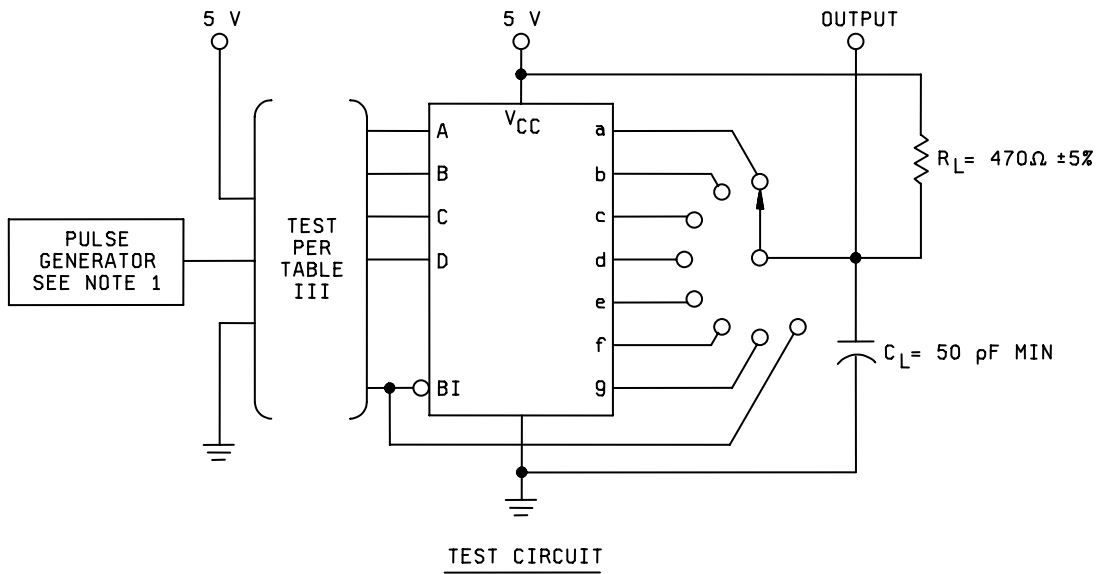 5 V
5 V
OUTPUT
PULSE
GENERATOR
SEE NOTE 1
TEST
PER
TABLE
III
VCC
A
B
C
D
BI
a
b
c
d
e
f
g
RL= 470Ω ±5%
CL= 50 pF MIN
TEST CIRCUIT